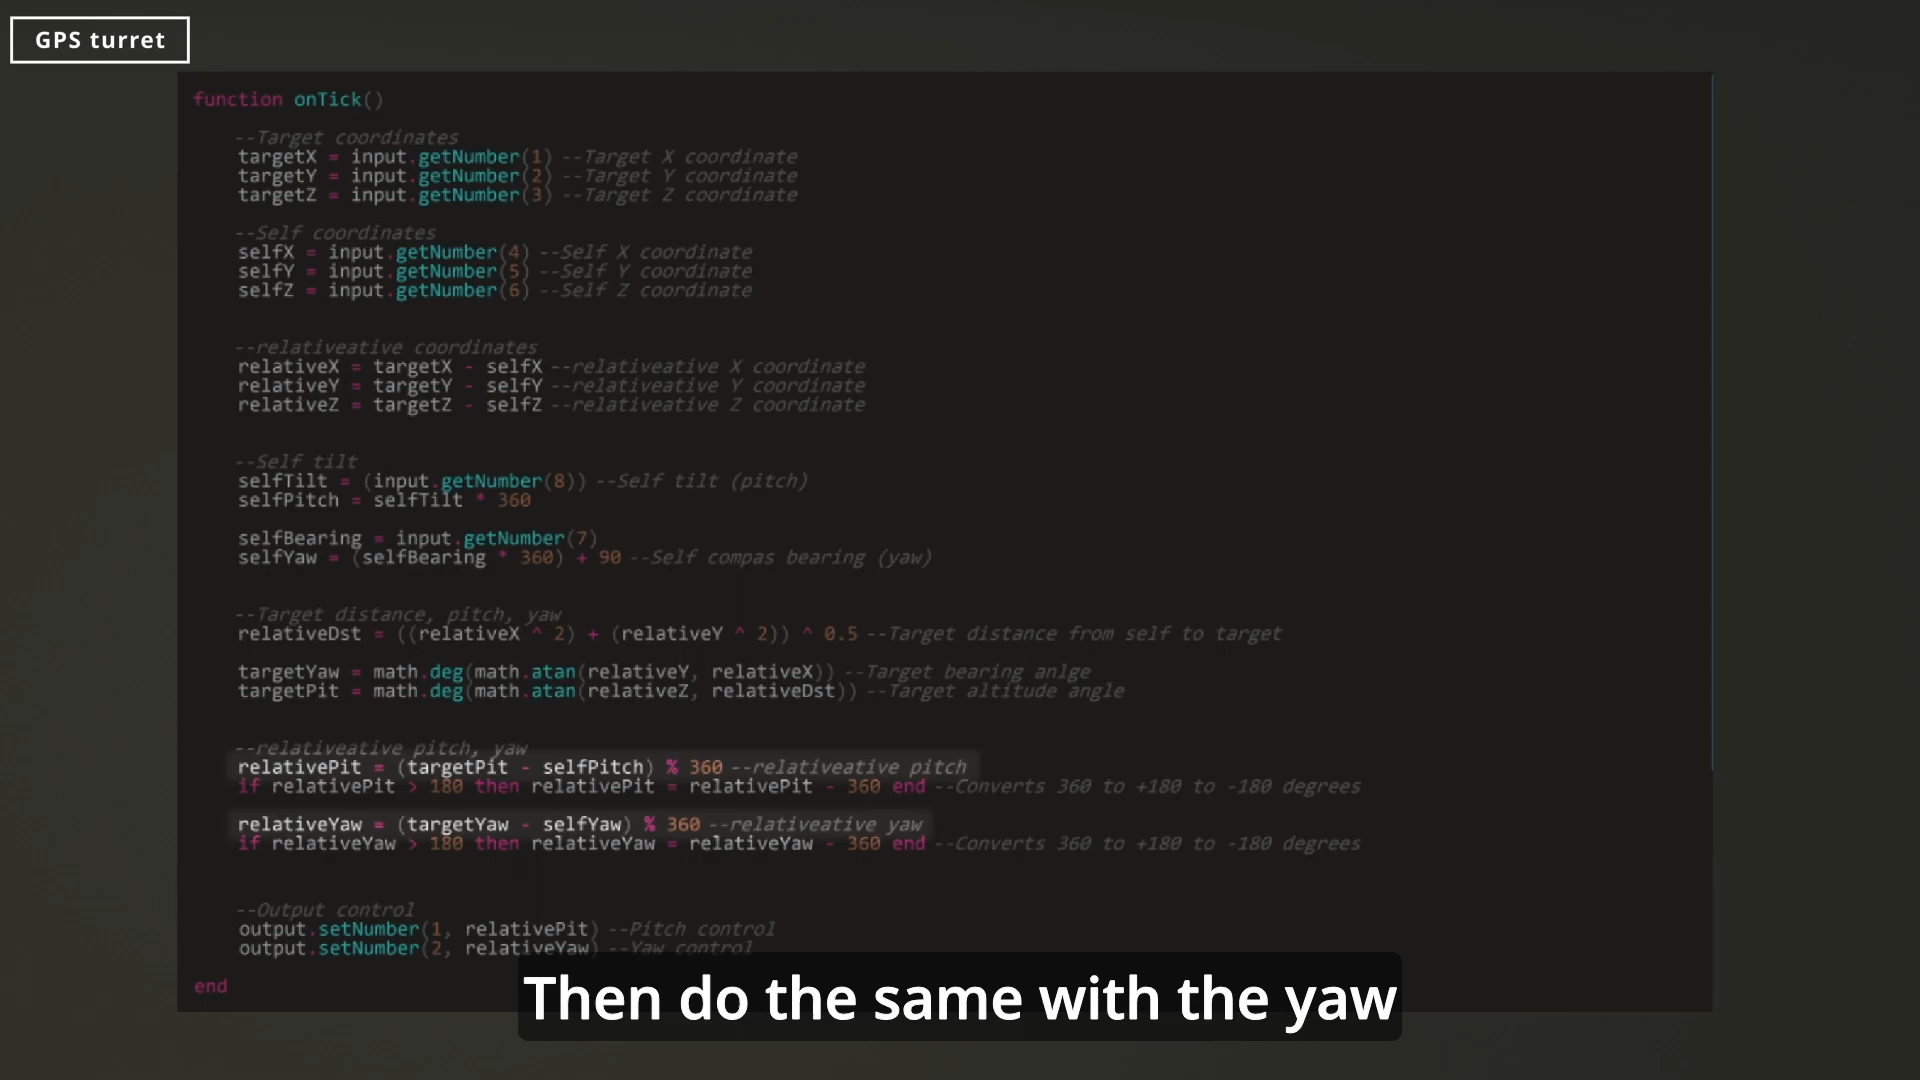 GPS turret
function onTick()
--Target coordinates
targetX = input.getNumber(1) --Target X coordinate
targetY = input.getNumber(2) --Target Y coordinate
targetZ = input.getNumber(3) --Target Z coordinate
--Self coordinates
selfX = input.getNumber(4) --Self X coordinate
selfY = input.getNumber(5) --Self Y coordinate
selfZ = input.getNumber(6) --Self Z coordinate
--relativeative coordinates
relativeX = targetX - selfX --relativeative X coordinate
relativeY = targetY - selfY --relativeative Y coordinate
relativeZ = targetZ - selfZ --relativeative Z coordinate
--Self tilt
selfTilt = (input.getNumber(8)) --Self tilt (pitch)
selfPitch = selfTilt * 360
selfBearing = input.getNumber(7)
selfYaw = (selfBearing * 360) + 90 --Self compas bearing (yaw)
--Target distance, pitch, yaw
relativeDst = ((relativeX ^ 2) + (relativeY ^ 2)) ^ 0.5 --Target distance from self to target
targetYaw = math.deg(math.atan(relativeY, relativeX)) --Target bearing anlge
targetPit = math.deg(math.atan(relativeZ, relativeDst)) --Target altitude angle
--relativeative pitch, yaw
relativePit = (targetPit - selfPitch) % 360 --relativeative pitch
if relativePit > 180 then relativePit = relativePit - 360 end --Converts 360 to +180 to -180 degrees
relativeYaw = (targetYaw - selfYaw) % 360 --relativeative yaw
if relativeYaw > 180 then relativeYaw = relativeYaw - 360 end --Converts 360 to +180 to -180 degrees
--Output control
output.setNumber(1, relativePit) --Pitch control
output.setNumber(2, relativeYaw) --Yaw control
end
Then do the same with the yaw